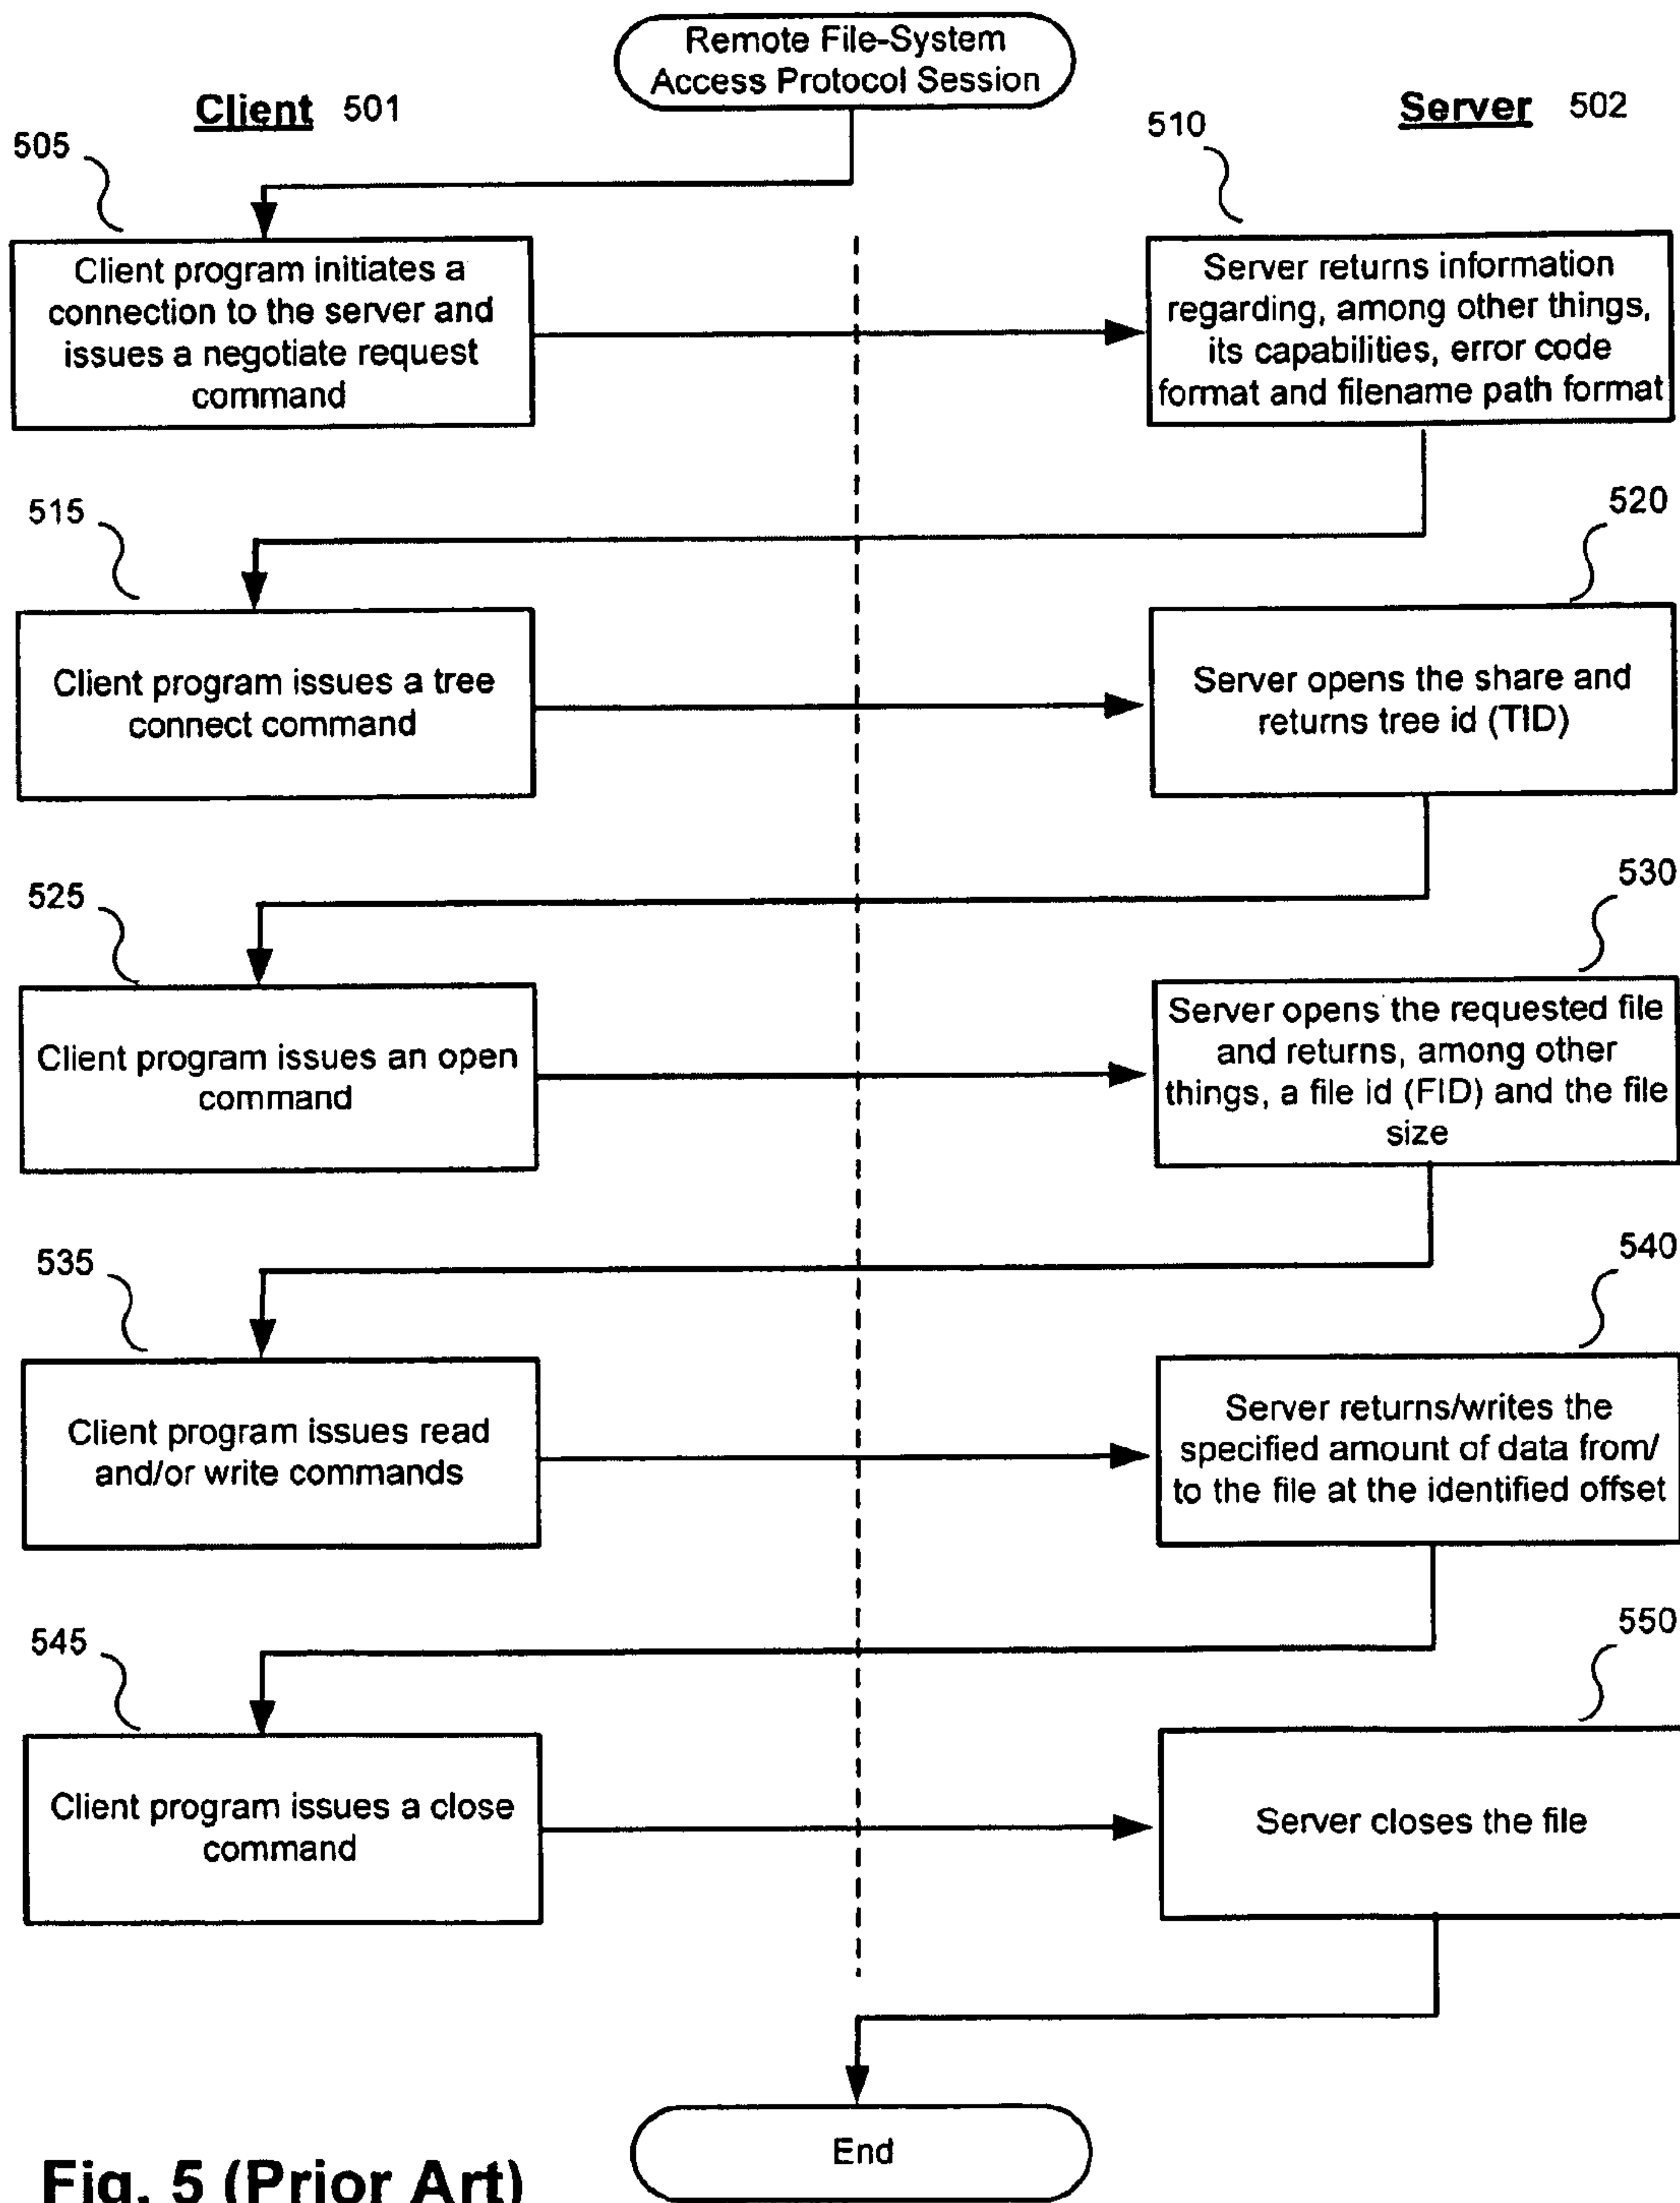 Remote File-System
Access Protocol Session
Client 501
Server 502
505
510
Client program initiates a
connection to the server and
issues a negotiate request
command
Server returns information
regarding, among other things,
its capabilities, error code
format and filename path format
515
520
Client program issues a tree
connect command
Server opens the share and
returns tree id (TID)
525
530
Client program issues an open
command
Server opens the requested file
and returns, among other
things, a file id (FID) and the file
size
535
540
Client program issues read
and/or write commands
Server returns/writes the
specified amount of data from/
to the file at the identified offset
545
550
Client program issues a close
command
Server closes the file
End
Fig. 5 (Prior Art)